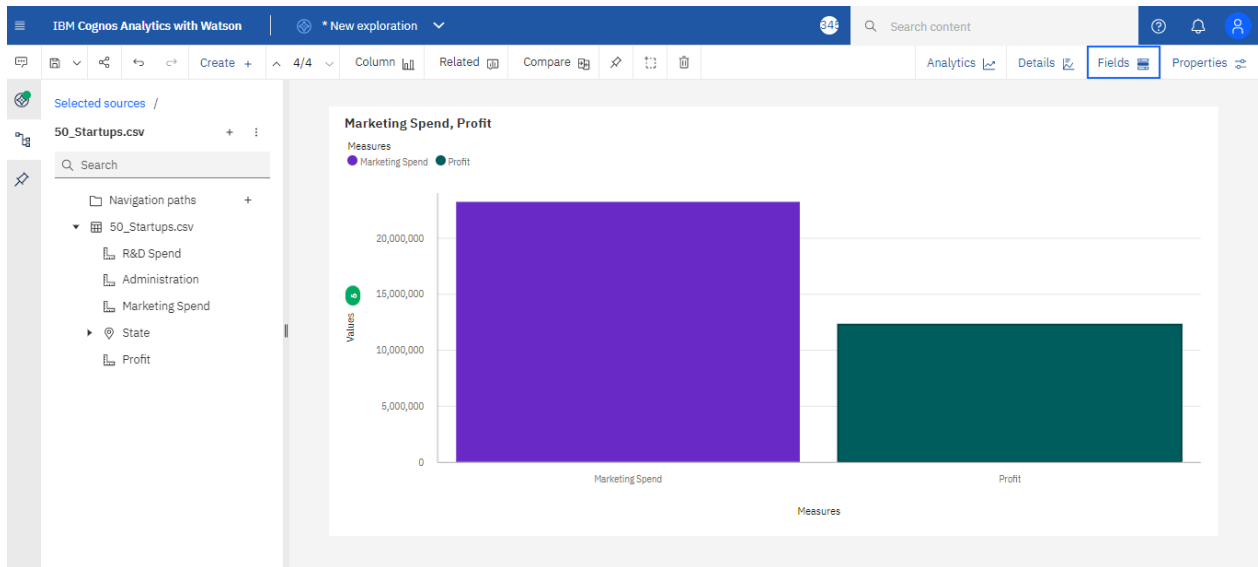 IBM Cognos Analytics with Watson
* New exploration
Search content
Create +
4/4
Column
Related
Compare
Analytics
Details
Fields
Properties
Selected sources /
50_Startups.csv
Search
Navigation paths
50_Startups.csv
R&D Spend
Administration
Marketing Spend
State
Profit
Marketing Spend, Profit
Measures
Marketing Spend Profit
20,000,000
15,000,000
10,000,000
5,000,000
0
Values
Marketing Spend Profit
Measures